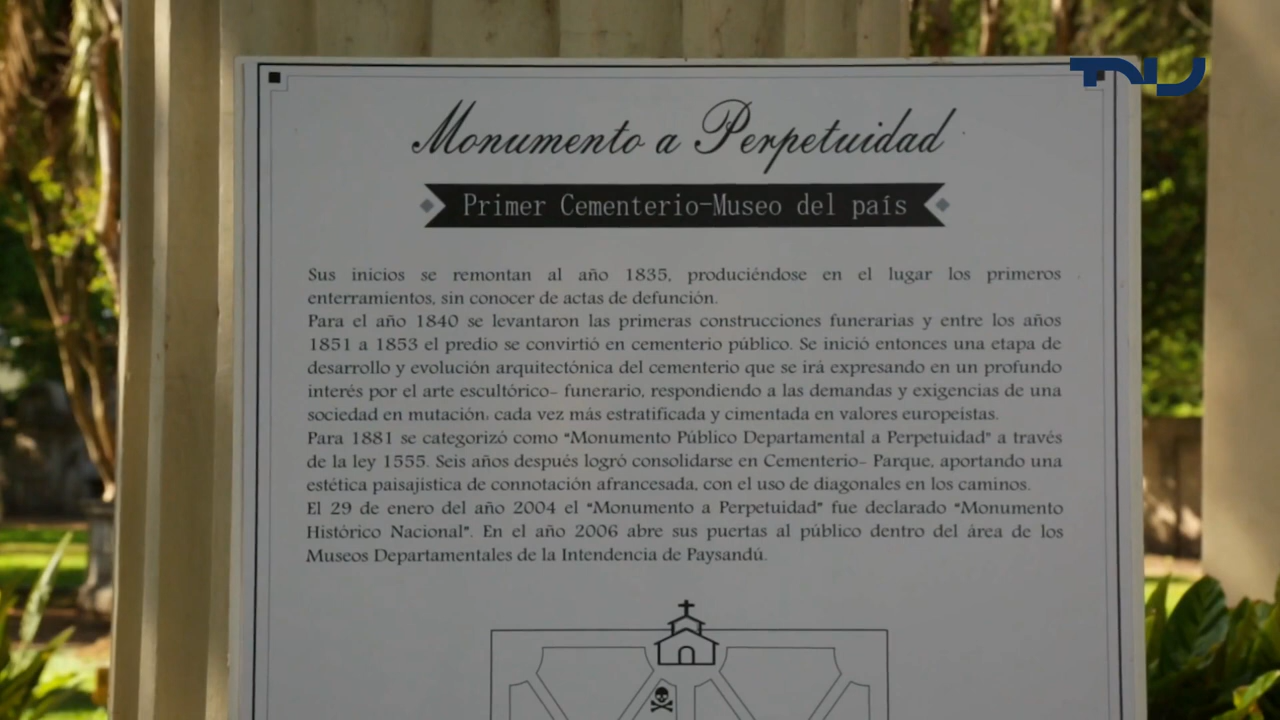 TNU
Monumento a Perpetuidad
Primer Cementerio-Museo del país
Sus inicios se remontan al año 1835, produciéndose en el lugar los primeros
enterramientos, sin conocer de actas de defunción.
Para el año 1840 se levantaron las primeras construcciones funerarias y entre los años
1851 a 1853 el predio se convirtió en cementerio público. Se inició entonces una etapa de
desarrollo y evolución arquitectónica del cementerio que se irá expresando en un profundo
interés por el arte escultórico- funerario, respondiendo a las demandas y exigencias de una
sociedad en mutación, cada vez más estratificada y cimentada en valores europeístas.
Para 1881 se categorizó como "Monumento Público Departamental a Perpetuidad" a través
de la ley 1555. Seis años después logró consolidarse en Cementerio- Parque, aportando una
estética paisajística de connotación afrancesada, con el uso de diagonales en los caminos.
El 29 de enero del año 2004 el "Monumento a Perpetuidad" fue declarado "Monumento
Histórico Nacional". En el año 2006 abre sus puertas al público dentro del área de los
Museos Departamentales de la Intendencia de Paysandú.